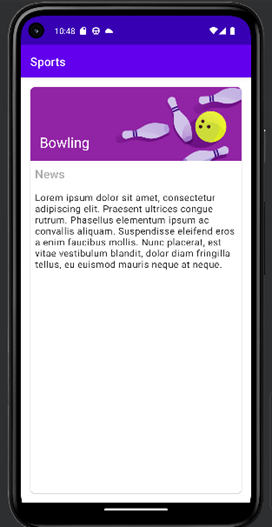 10:48
Sports
Bowling
News
Lorem ipsum dolor sit amet, consectetur
adipiscing elit. Praesent ultrices congue
rutrum. Phasellus elementum ipsum ac
convallis aliquam. Suspendisse eleifend eros
a enim faucibus mollis. Nunc placerat, est
vitae vestibulum blandit, dolor diam fringilla
tellus, eu euismod mauris neque at neque.